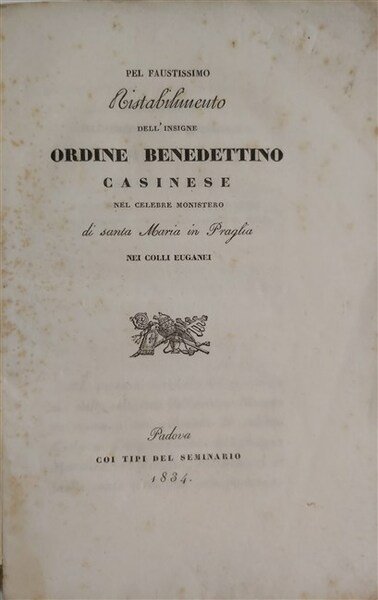 PEL FAUSTISSIMO
Ristabilimento
DELL'INSIGNE
ORDINE BENEDETTINO
CASINESE
NEL CELEBRE MONISTERO
di santa Maria in Praglia
NEI COLLI EUGANEI
Padova
COI TIPI DEL SEMINARIO
1834.